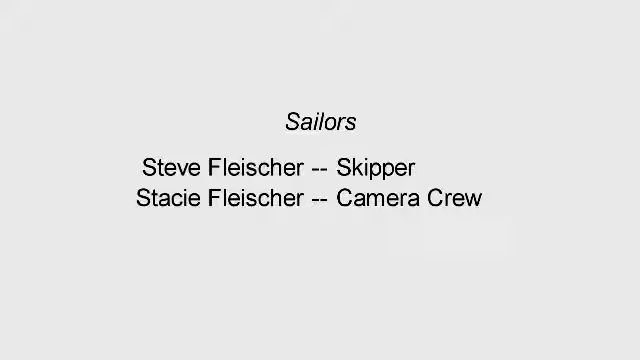 Sailors
Steve Fleischer -- Skipper
Stacie Fleischer -- Camera Crew